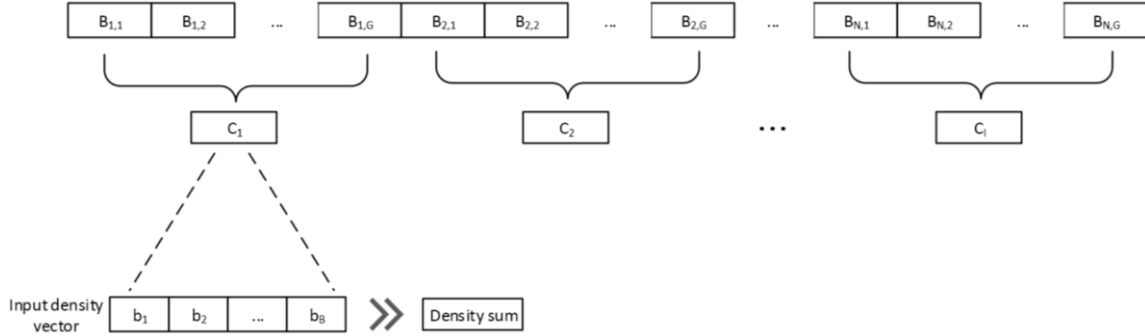 B1,1 B1,2 ... B1,G B2,1 B2,2 ... B2,G ... BN,1 BN,2 ... BN,G
C1 C2 ... CI
Input density
vector
b1 b2 ... bB
Density sum